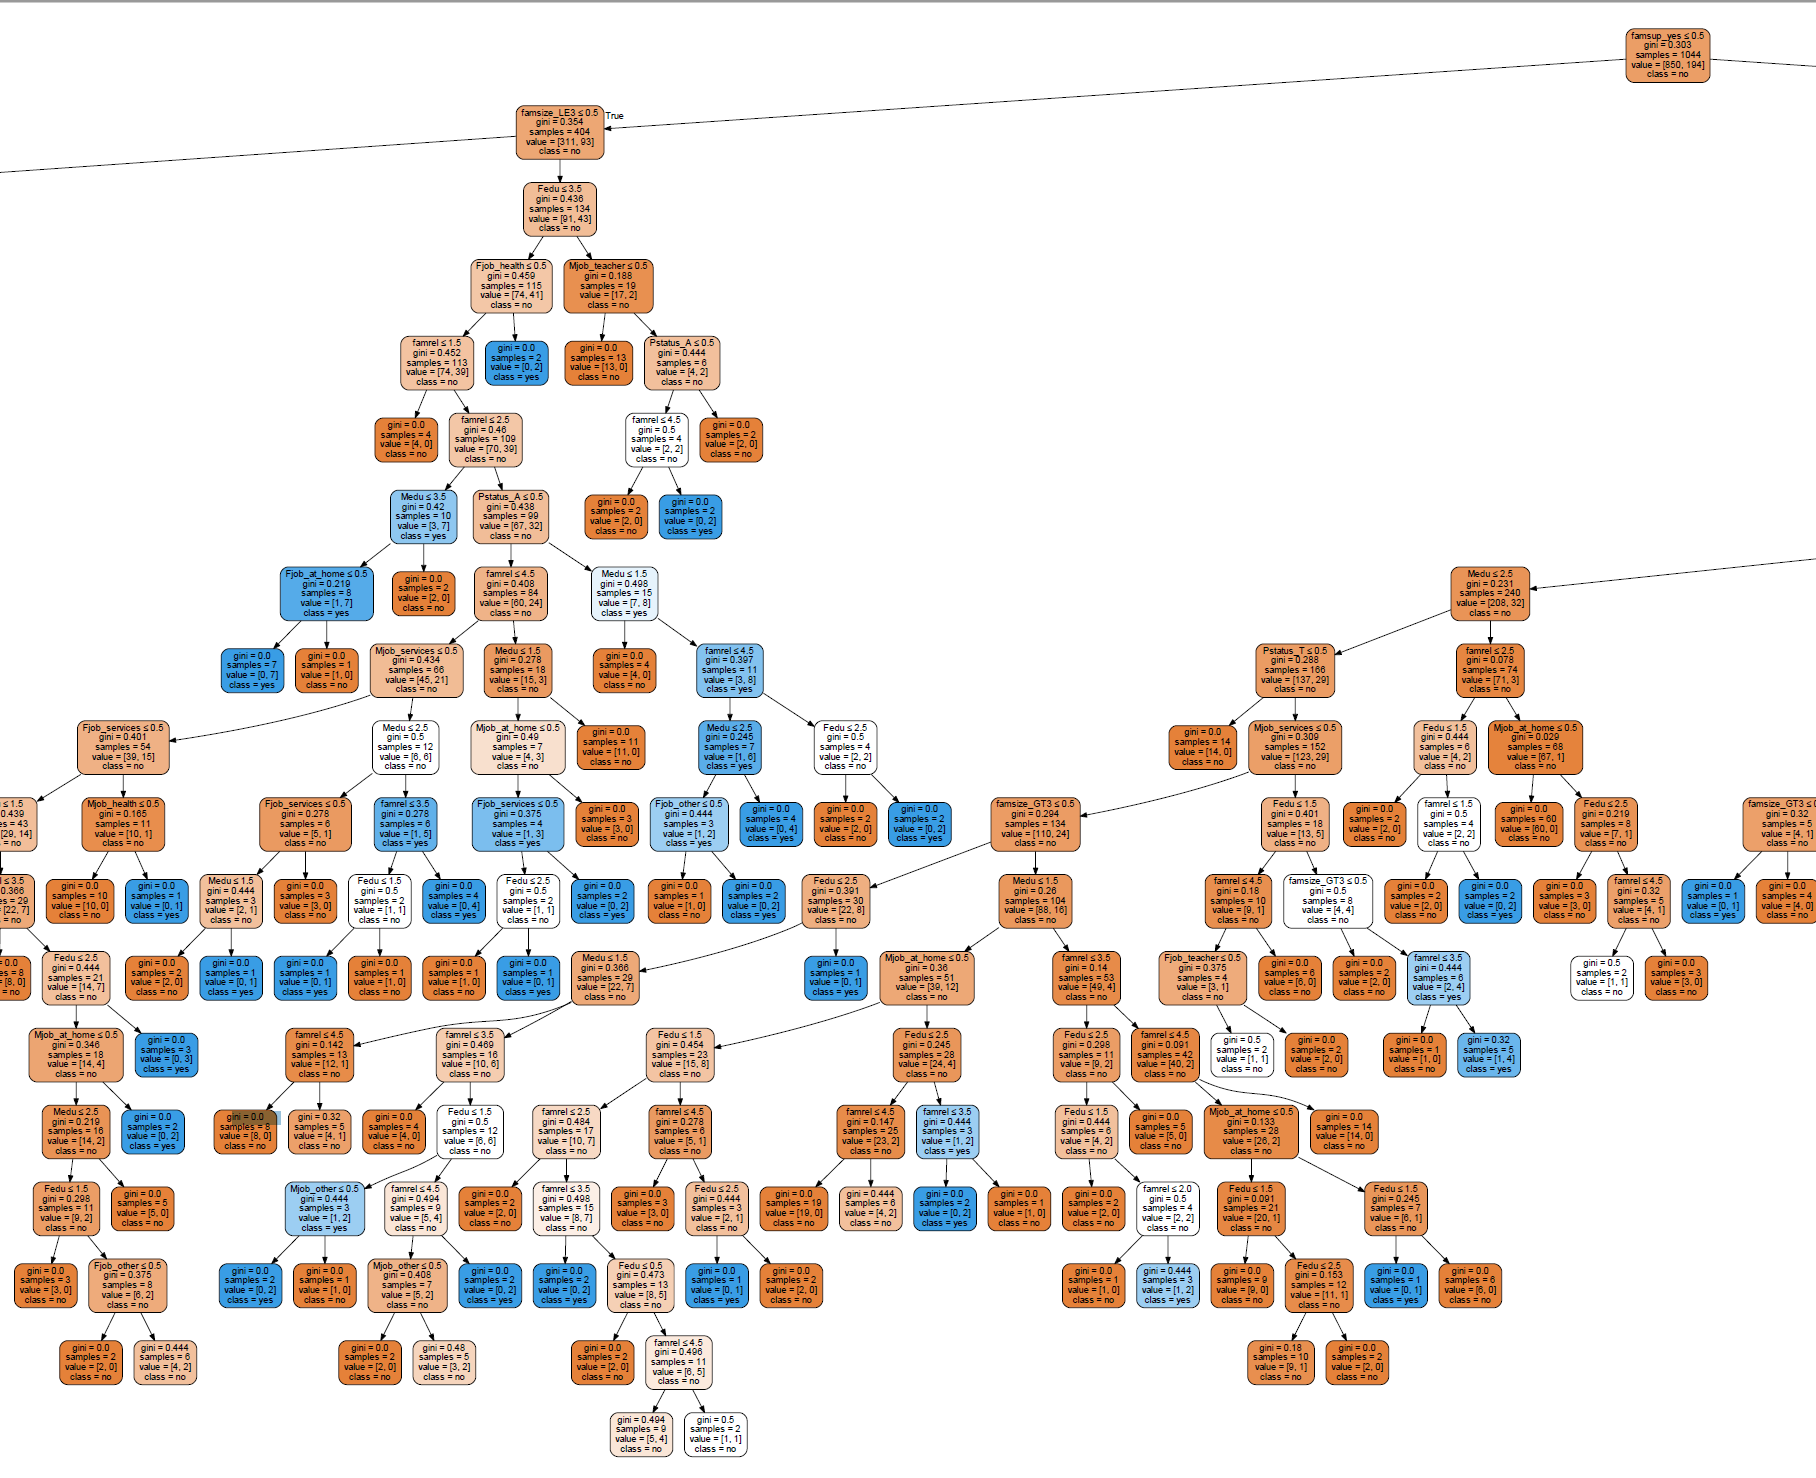 famsup_yes ≤ 0.5
gini = 0.303
samples = 1044
value = [850, 194]
class = no
True
famsize_LE3 ≤ 0.5
gini = 0.354
samples = 404
value = [311, 93]
class = no
Fedu ≤ 3.5
gini = 0.436
samples = 134
value = [91, 43]
class = no
Fjob_health ≤ 0.5
gini = 0.459
samples = 115
value = [74, 41]
class = no
Mjob_teacher ≤ 0.5
gini = 0.188
samples = 19
value = [17, 2]
class = no
famrel ≤ 1.5
gini = 0.452
samples = 113
value = [74, 39]
class = no
gini = 0.0
samples = 2
value = [0, 2]
class = yes
gini = 0.0
samples = 13
value = [13, 0]
class = no
Pstatus_A ≤ 0.5
gini = 0.444
samples = 6
value = [4, 2]
class = no
gini = 0.0
samples = 4
value = [4, 0]
class = no
famrel ≤ 2.5
gini = 0.46
samples = 109
value = [70, 39]
class = no
famrel ≤ 4.5
gini = 0.5
samples = 4
value = [2, 2]
class = no
gini = 0.0
samples = 2
value = [2, 0]
class = no
Medu ≤ 3.5
gini = 0.42
samples = 10
value = [3, 7]
class = yes
Pstatus_A ≤ 0.5
gini = 0.438
samples = 99
value = [67, 32]
class = no
gini = 0.0
samples = 2
value = [2, 0]
class = no
gini = 0.0
samples = 2
value = [0, 2]
class = yes
Fjob_at_home ≤ 0.5
gini = 0.219
samples = 8
value = [1, 7]
class = yes
gini = 0.0
samples = 2
value = [2, 0]
class = no
famrel ≤ 4.5
gini = 0.408
samples = 84
value = [60, 24]
class = no
Medu ≤ 1.5
gini = 0.498
samples = 15
value = [7, 8]
class = yes
Medu ≤ 2.5
gini = 0.231
samples = 240
value = [208, 32]
class = no
gini = 0.0
samples = 7
value = [0, 7]
class = yes
gini = 0.0
samples = 1
value = [1, 0]
class = no
Mjob_services ≤ 0.5
gini = 0.434
samples = 66
value = [45, 21]
class = no
Medu ≤ 1.5
gini = 0.278
samples = 18
value = [15, 3]
class = no
gini = 0.0
samples = 4
value = [4, 0]
class = no
famrel ≤ 4.5
gini = 0.397
samples = 11
value = [3, 8]
class = yes
Pstatus_T ≤ 0.5
gini = 0.288
samples = 166
value = [137, 29]
class = no
famrel ≤ 2.5
gini = 0.078
samples = 74
value = [71, 3]
class = no
Fjob_services ≤ 0.5
gini = 0.401
samples = 54
value = [39, 15]
class = no
Medu ≤ 2.5
gini = 0.5
samples = 12
value = [6, 6]
class = no
Mjob_at_home ≤ 0.5
gini = 0.49
samples = 7
value = [4, 3]
class = no
gini = 0.0
samples = 11
value = [11, 0]
class = no
Medu ≤ 2.5
gini = 0.245
samples = 7
value = [1, 6]
class = yes
Fedu ≤ 2.5
gini = 0.5
samples = 4
value = [2, 2]
class = no
gini = 0.0
samples = 14
value = [14, 0]
class = no
Mjob_services ≤ 0.5
gini = 0.309
samples = 152
value = [123, 29]
class = no
Fedu ≤ 1.5
gini = 0.444
samples = 6
value = [4, 2]
class = no
Mjob_at_home ≤ 0.5
gini = 0.029
samples = 68
value = [67, 1]
class = no
≤ 1.5
0.439
s = 43
[29, 14]
= no
Mjob_health ≤ 0.5
gini = 0.165
samples = 11
value = [10, 1]
class = no
Fjob_services ≤ 0.5
gini = 0.278
samples = 6
value = [5, 1]
class = no
famrel ≤ 3.5
gini = 0.278
samples = 6
value = [1, 5]
class = yes
Fjob_services ≤ 0.5
gini = 0.375
samples = 4
value = [1, 3]
class = yes
gini = 0.0
samples = 3
value = [3, 0]
class = no
Fjob_other ≤ 0.5
gini = 0.444
samples = 3
value = [1, 2]
class = yes
gini = 0.0
samples = 4
value = [0, 4]
class = yes
gini = 0.0
samples = 2
value = [2, 0]
class = no
gini = 0.0
samples = 2
value = [0, 2]
class = yes
famsize_GT3 ≤ 0.5
gini = 0.294
samples = 134
value = [110, 24]
class = no
Fedu ≤ 1.5
gini = 0.401
samples = 18
value = [13, 5]
class = no
gini = 0.0
samples = 2
value = [2, 0]
class = no
famrel ≤ 1.5
gini = 0.5
samples = 4
value = [2, 2]
class = no
gini = 0.0
samples = 60
value = [60, 0]
class = no
Fedu ≤ 2.5
gini = 0.219
samples = 8
value = [7, 1]
class = no
famsize_GT3 ≤ 0
gini = 0.32
samples = 5
value = [4, 1]
class = no
≤ 3.5
0.366
s = 29
[22, 7]
= no
gini = 0.0
samples = 10
value = [10, 0]
class = no
gini = 0.0
samples = 1
value = [0, 1]
class = yes
Medu ≤ 1.5
gini = 0.444
samples = 3
value = [2, 1]
class = no
gini = 0.0
samples = 3
value = [3, 0]
class = no
Fedu ≤ 1.5
gini = 0.5
samples = 2
value = [1, 1]
class = no
gini = 0.0
samples = 4
value = [0, 4]
class = yes
Fedu ≤ 2.5
gini = 0.5
samples = 2
value = [1, 1]
class = no
gini = 0.0
samples = 2
value = [0, 2]
class = yes
gini = 0.0
samples = 1
value = [1, 0]
class = no
gini = 0.0
samples = 2
value = [0, 2]
class = yes
Fedu ≤ 2.5
gini = 0.391
samples = 30
value = [22, 8]
class = no
Medu ≤ 1.5
gini = 0.26
samples = 104
value = [88, 16]
class = no
famrel ≤ 4.5
gini = 0.18
samples = 10
value = [9, 1]
class = no
famsize_GT3 ≤ 0.5
gini = 0.5
samples = 8
value = [4, 4]
class = no
gini = 0.0
samples = 2
value = [2, 0]
class = no
gini = 0.0
samples = 2
value = [0, 2]
class = yes
gini = 0.0
samples = 3
value = [3, 0]
class = no
famrel ≤ 4.5
gini = 0.32
samples = 5
value = [4, 1]
class = no
gini = 0.0
samples = 1
value = [0, 1]
class = yes
gini = 0.0
samples = 4
value = [4, 0]
class = no
= 0.0
s = 8
[8, 0]
= no
Fedu ≤ 2.5
gini = 0.444
samples = 21
value = [14, 7]
class = no
gini = 0.0
samples = 2
value = [2, 0]
class = no
gini = 0.0
samples = 1
value = [0, 1]
class = yes
gini = 0.0
samples = 1
value = [0, 1]
class = yes
gini = 0.0
samples = 1
value = [1, 0]
class = no
gini = 0.0
samples = 1
value = [1, 0]
class = no
gini = 0.0
samples = 1
value = [0, 1]
class = yes
Medu ≤ 1.5
gini = 0.366
samples = 29
value = [22, 7]
class = no
gini = 0.0
samples = 1
value = [0, 1]
class = yes
Mjob_at_home ≤ 0.5
gini = 0.36
samples = 51
value = [39, 12]
class = no
famrel ≤ 3.5
gini = 0.14
samples = 53
value = [49, 4]
class = no
Fjob_teacher ≤ 0.5
gini = 0.375
samples = 4
value = [3, 1]
class = no
gini = 0.0
samples = 6
value = [6, 0]
class = no
gini = 0.0
samples = 2
value = [2, 0]
class = no
famrel ≤ 3.5
gini = 0.444
samples = 6
value = [2, 4]
class = yes
gini = 0.5
samples = 2
value = [1, 1]
class = no
gini = 0.0
samples = 3
value = [3, 0]
class = no
Mjob_at_home ≤ 0.5
gini = 0.346
samples = 18
value = [14, 4]
class = no
gini = 0.0
samples = 3
value = [0, 3]
class = yes
famrel ≤ 4.5
gini = 0.142
samples = 13
value = [12, 1]
class = no
famrel ≤ 3.5
gini = 0.469
samples = 16
value = [10, 6]
class = no
Fedu ≤ 1.5
gini = 0.454
samples = 23
value = [15, 8]
class = no
Fedu ≤ 2.5
gini = 0.245
samples = 28
value = [24, 4]
class = no
Fedu ≤ 2.5
gini = 0.298
samples = 11
value = [9, 2]
class = no
famrel ≤ 4.5
gini = 0.091
samples = 42
value = [40, 2]
class = no
gini = 0.5
samples = 2
value = [1, 1]
class = no
gini = 0.0
samples = 2
value = [2, 0]
class = no
gini = 0.0
samples = 1
value = [1, 0]
class = no
gini = 0.32
samples = 5
value = [1, 4]
class = yes
Medu ≤ 2.5
gini = 0.219
samples = 16
value = [14, 2]
class = no
gini = 0.0
samples = 2
value = [0, 2]
class = yes
gini = 0.0
samples = 8
value = [8, 0]
class = no
gini = 0.32
samples = 5
value = [4, 1]
class = no
gini = 0.0
samples = 4
value = [4, 0]
class = no
Fedu ≤ 1.5
gini = 0.5
samples = 12
value = [6, 6]
class = no
famrel ≤ 2.5
gini = 0.484
samples = 17
value = [10, 7]
class = no
famrel ≤ 4.5
gini = 0.278
samples = 6
value = [5, 1]
class = no
famrel ≤ 4.5
gini = 0.147
samples = 25
value = [23, 2]
class = no
famrel ≤ 3.5
gini = 0.444
samples = 3
value = [1, 2]
class = yes
Fedu ≤ 1.5
gini = 0.444
samples = 6
value = [4, 2]
class = no
gini = 0.0
samples = 5
value = [5, 0]
class = no
Mjob_at_home ≤ 0.5
gini = 0.133
samples = 28
value = [26, 2]
class = no
gini = 0.0
samples = 14
value = [14, 0]
class = no
Fedu ≤ 1.5
gini = 0.298
samples = 11
value = [9, 2]
class = no
gini = 0.0
samples = 5
value = [5, 0]
class = no
Mjob_other ≤ 0.5
gini = 0.444
samples = 3
value = [1, 2]
class = yes
famrel ≤ 4.5
gini = 0.494
samples = 9
value = [5, 4]
class = no
gini = 0.0
samples = 2
value = [2, 0]
class = no
famrel ≤ 3.5
gini = 0.498
samples = 15
value = [8, 7]
class = no
gini = 0.0
samples = 3
value = [3, 0]
class = no
Fedu ≤ 2.5
gini = 0.444
samples = 3
value = [2, 1]
class = no
gini = 0.0
samples = 19
value = [19, 0]
class = no
gini = 0.444
samples = 6
value = [4, 2]
class = no
gini = 0.0
samples = 2
value = [0, 2]
class = yes
gini = 0.0
samples = 1
value = [1, 0]
class = no
gini = 0.0
samples = 2
value = [2, 0]
class = no
famrel ≤ 2.0
gini = 0.5
samples = 4
value = [2, 2]
class = no
Fedu ≤ 1.5
gini = 0.091
samples = 21
value = [20, 1]
class = no
Fedu ≤ 1.5
gini = 0.245
samples = 7
value = [6, 1]
class = no
gini = 0.0
samples = 3
value = [3, 0]
class = no
Fjob_other ≤ 0.5
gini = 0.375
samples = 8
value = [6, 2]
class = no
gini = 0.0
samples = 2
value = [0, 2]
class = yes
gini = 0.0
samples = 1
value = [1, 0]
class = no
Mjob_other ≤ 0.5
gini = 0.408
samples = 7
value = [5, 2]
class = no
gini = 0.0
samples = 2
value = [0, 2]
class = yes
gini = 0.0
samples = 2
value = [0, 2]
class = yes
Fedu ≤ 0.5
gini = 0.473
samples = 13
value = [8, 5]
class = no
gini = 0.0
samples = 1
value = [0, 1]
class = yes
gini = 0.0
samples = 2
value = [2, 0]
class = no
gini = 0.0
samples = 1
value = [1, 0]
class = no
gini = 0.444
samples = 3
value = [1, 2]
class = yes
gini = 0.0
samples = 9
value = [9, 0]
class = no
Fedu ≤ 2.5
gini = 0.153
samples = 12
value = [11, 1]
class = no
gini = 0.0
samples = 1
value = [0, 1]
class = yes
gini = 0.0
samples = 6
value = [6, 0]
class = no
gini = 0.0
samples = 2
value = [2, 0]
class = no
gini = 0.444
samples = 6
value = [4, 2]
class = no
gini = 0.0
samples = 2
value = [2, 0]
class = no
gini = 0.48
samples = 5
value = [3, 2]
class = no
gini = 0.0
samples = 2
value = [2, 0]
class = no
famrel ≤ 4.5
gini = 0.496
samples = 11
value = [6, 5]
class = no
gini = 0.18
samples = 10
value = [9, 1]
class = no
gini = 0.0
samples = 2
value = [2, 0]
class = no
gini = 0.494
samples = 9
value = [5, 4]
class = no
gini = 0.5
samples = 2
value = [1, 1]
class = no